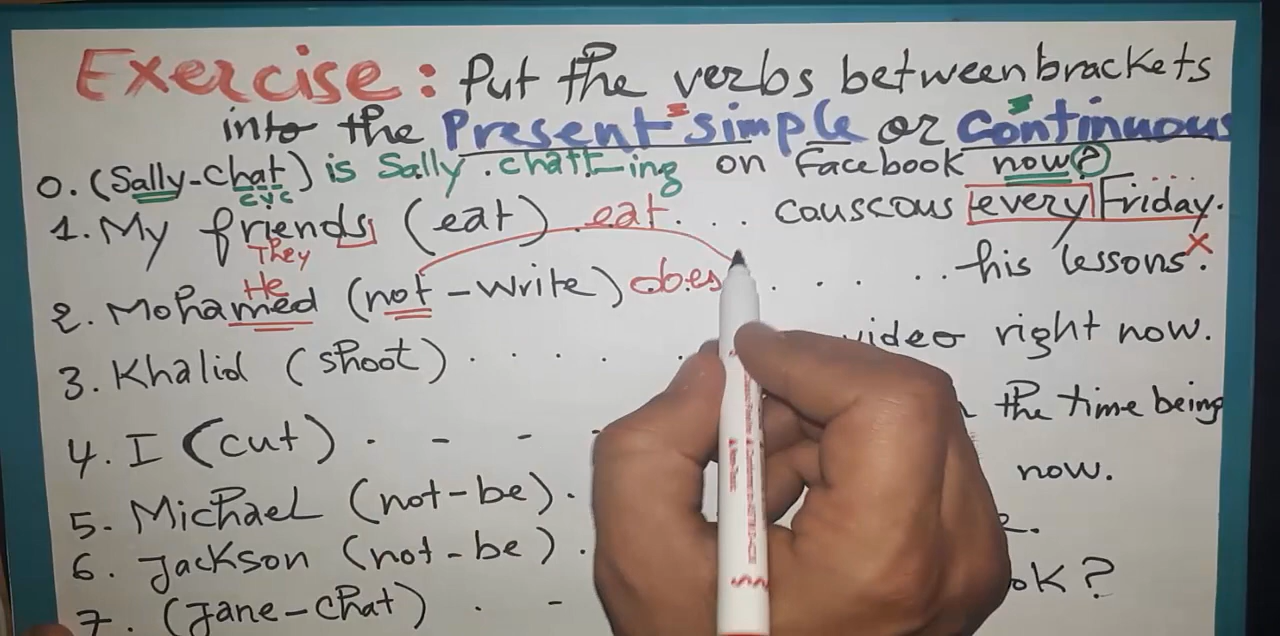 Exercise: Put the verbs between brackets
into the Present simple or Continuous
0. (Sally-Chat) is Sally chatt-ing on Facebook now?
cvc
1. My friends (eat) eat. . . couscous every Friday.
They
He
2. Mohamed (not-write) does . . . . . his lessons.
3. Khalid (shoot) . . . . . video right now.
4. I (cut) . - - - the time being
5- Michael (not-be). now.
6. Jackson (not-be).
7. (Jane-Chat) . -